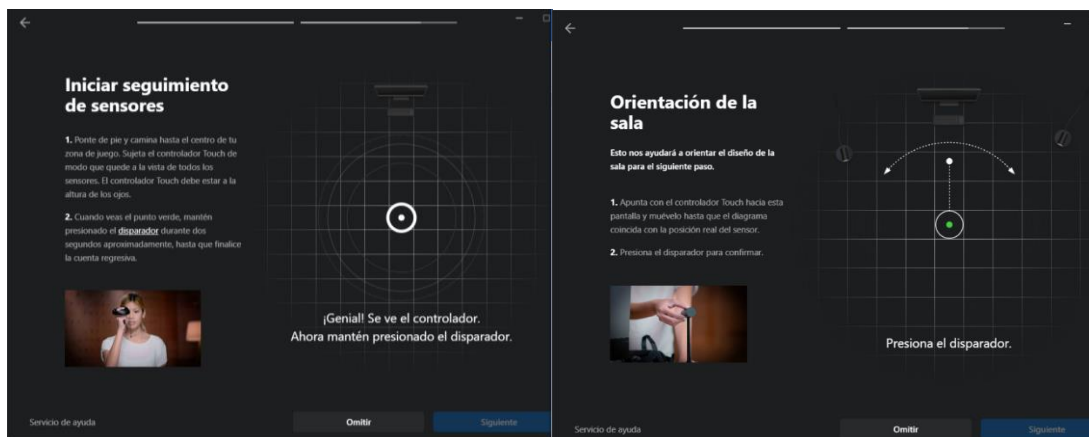 Iniciar seguimiento
de sensores
1. Ponte de pie y camina hasta el centro de tu
zona de juego. Sujeta el controlador Touch de
modo que quede a la vista de todos los
sensores. El controlador Touch debe estar a la
altura de los ojos.
2. Cuando veas el punto verde, mantén
presionado el disparador durante dos
segundos aproximadamente, hasta que finalice
la cuenta regresiva.
¡Genial! Se ve el controlador.
Ahora mantén presionado el disparador.
Servicio de ayuda
Omitir
Siguiente
Orientación de la
sala
Esto nos ayudará a orientar el diseño de la
sala para el siguiente paso.
1. Apunta con el controlador Touch hacia esta
pantalla y muévelo hasta que el diagrama
coincida con la posición real del sensor.
2. Presiona el disparador para confirmar.
Presiona el disparador.
Servicio de ayuda
Omitir
Siguiente